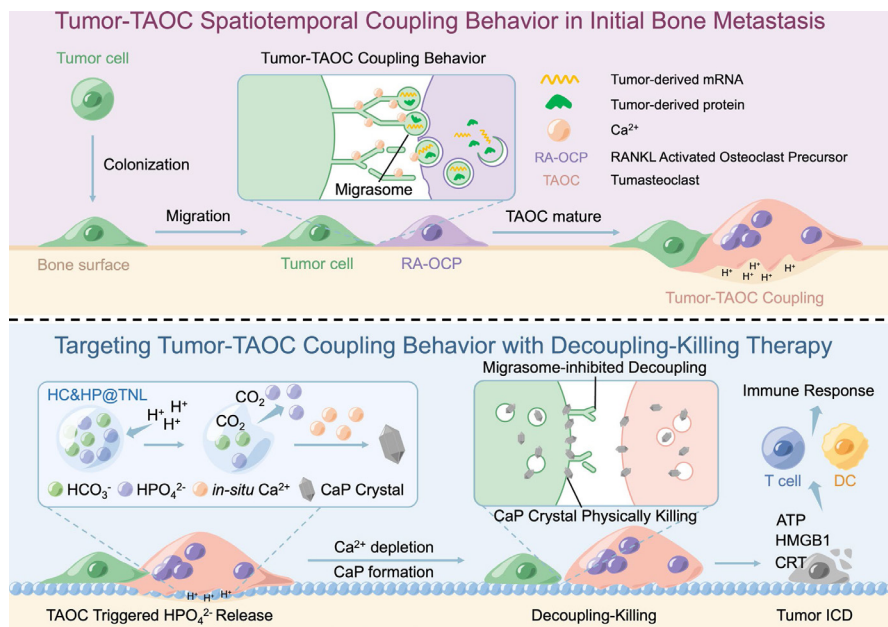 Tumor-TAOC Spatiotemporal Coupling Behavior in Initial Bone Metastasis
Tumor cell
Colonization
Bone surface
Migration
Tumor-TAOC Coupling Behavior
Migrasome
Tumor cell
RA-OCP
Tumor-derived mRNA
Tumor-derived protein
Ca²⁺
RA-OCP RANKL Activated Osteoclast Precursor
TAOC Tumasteoclast
TAOC mature
H⁺ H⁺ H⁺ H⁺
H⁺
Tumor-TAOC Coupling
Targeting Tumor-TAOC Coupling Behavior with Decoupling-Killing Therapy
HC&HP@TNL
H⁺ H⁺
H⁺
CO₂
CO₂
HCO₃⁻ HPO₄²⁻ in-situ Ca²⁺ CaP Crystal
H⁺ H⁺ H⁺
TAOC Triggered HPO₄²⁻ Release
Ca²⁺ depletion
CaP formation
Migrasome-inhibited Decoupling
CaP Crystal Physically Killing
Decoupling-Killing
Immune Response
T cell
DC
ATP
HMGB1
CRT
Tumor ICD